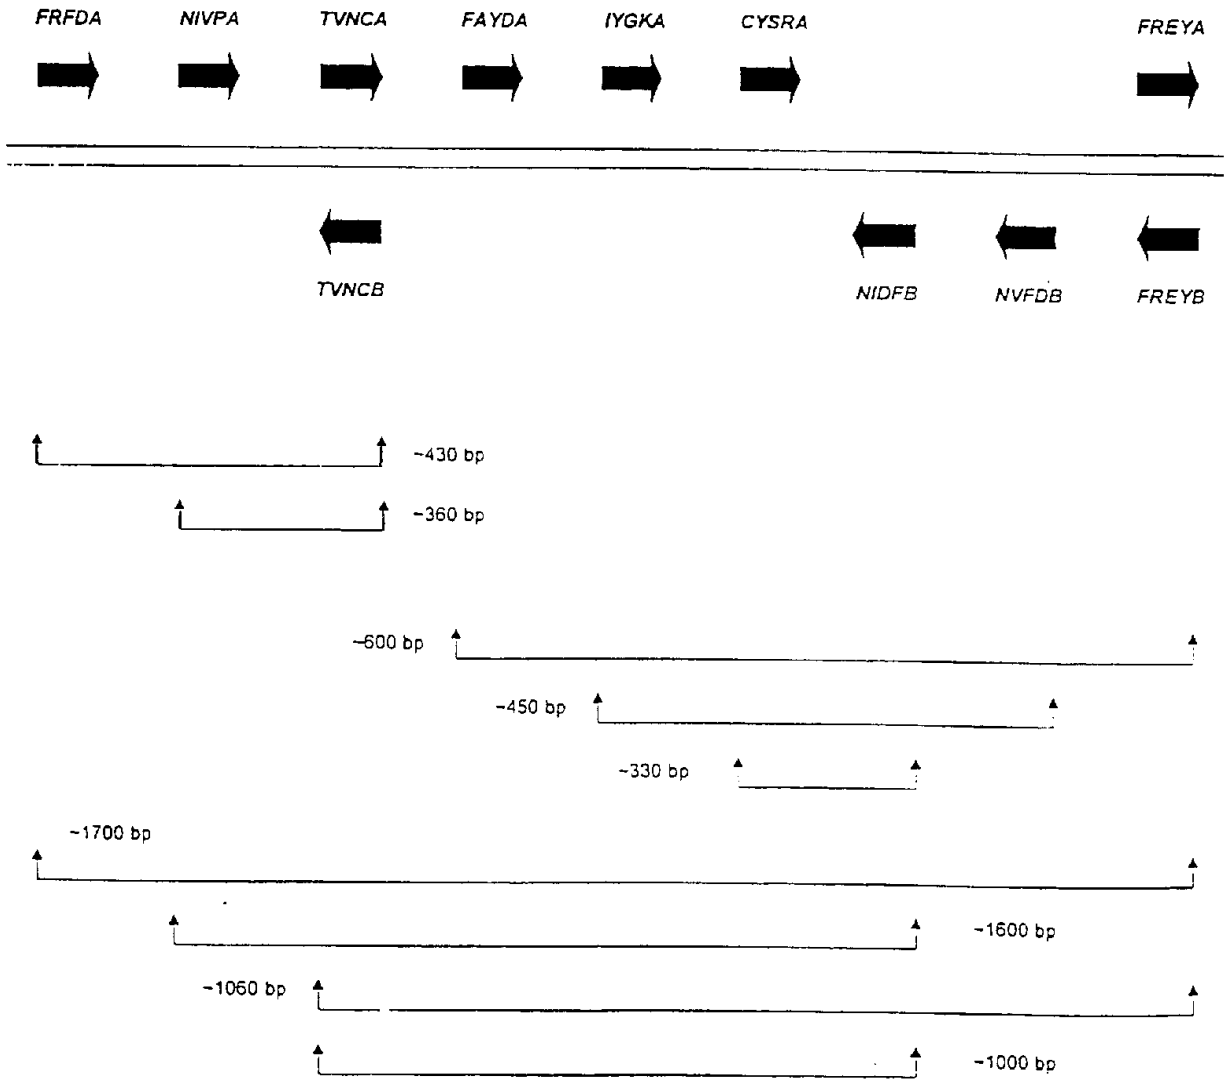 FRFDA NIVPA TVNCA FAYDA IYGKA CYSRA FREYA
TVNCB NIDFB NVFDB FREYB
~430 bp
~360 bp
~600 bp
~450 bp
~330 bp
~1700 bp
~1600 bp
~1060 bp
~1000 bp